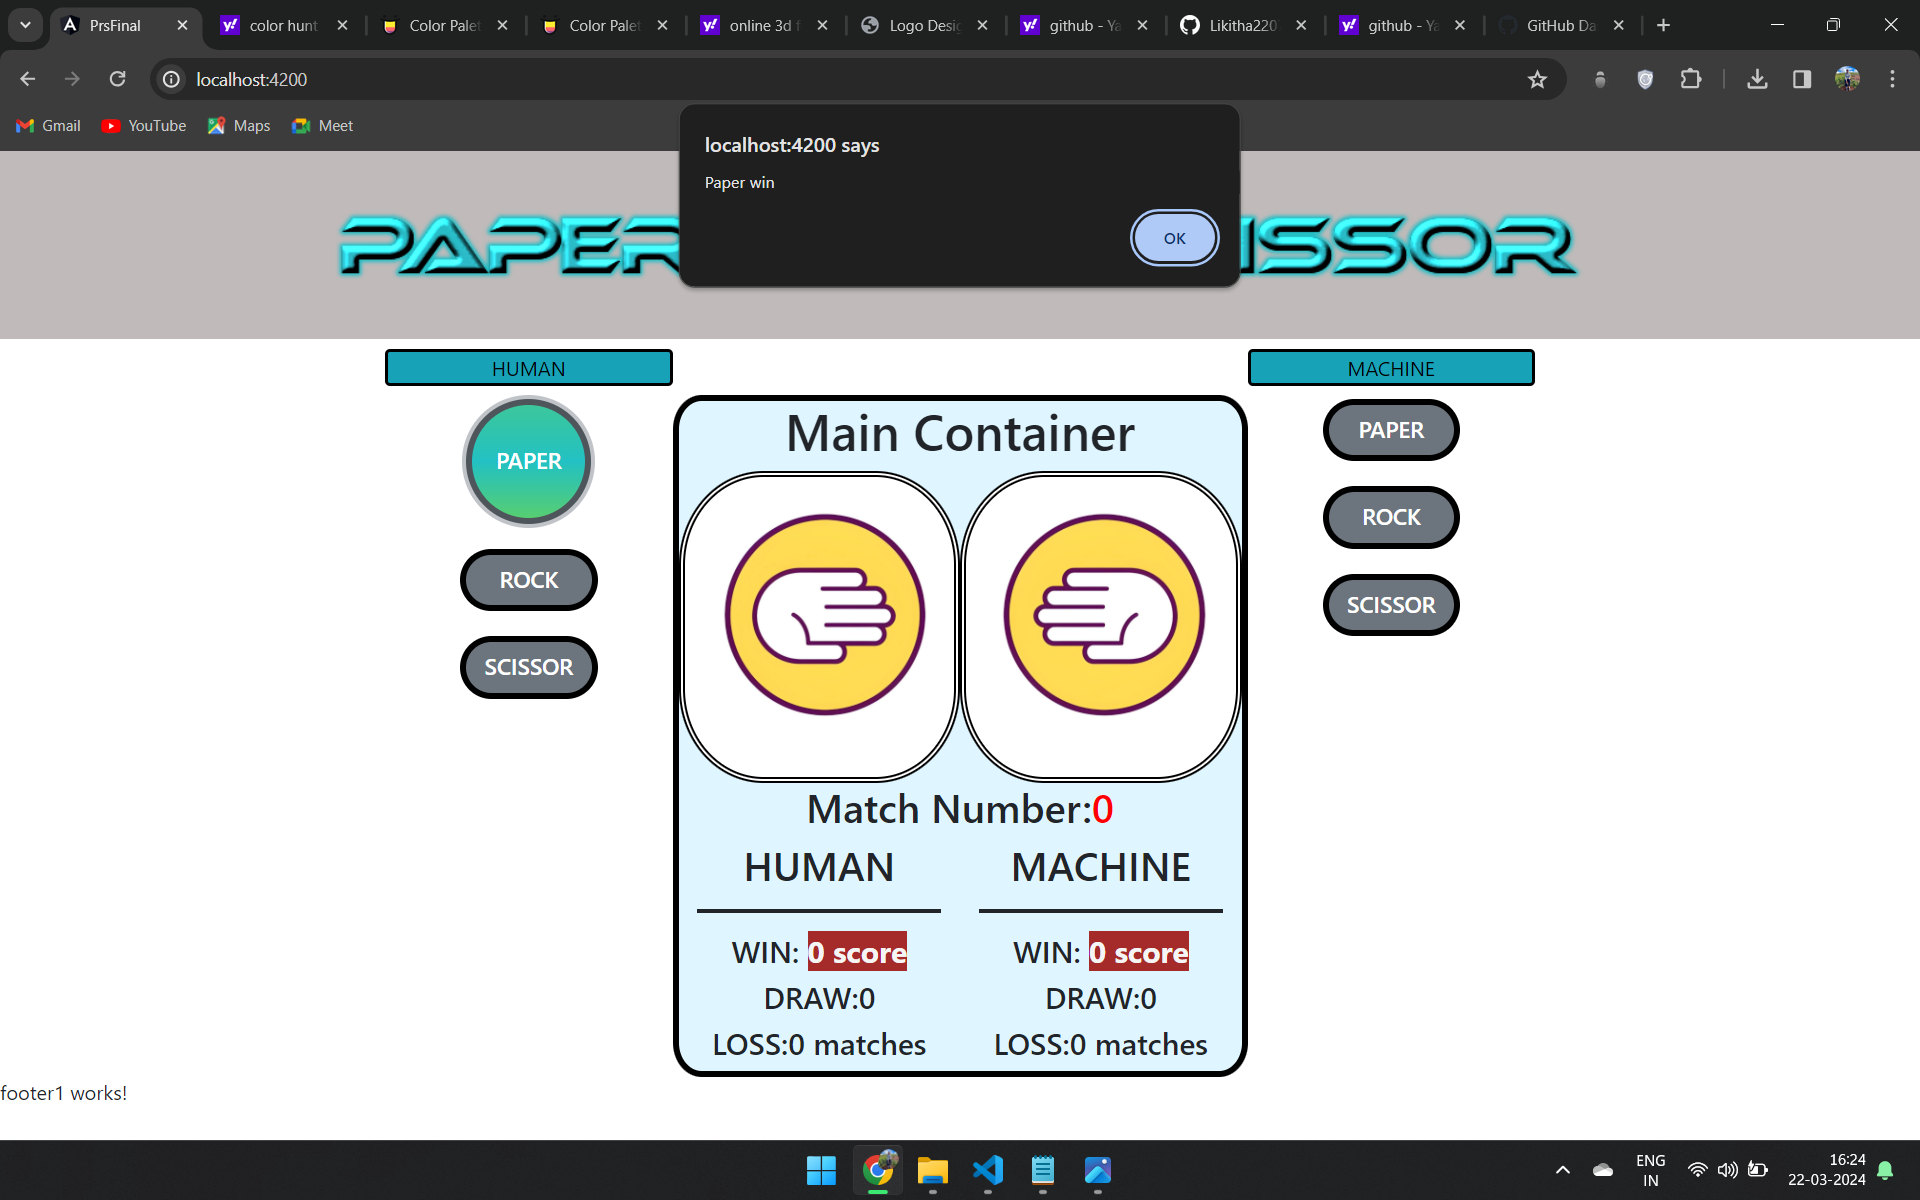 PrsFinal
color hunt
Color Palet
Color Palet
online 3d f
Logo Desig
github - Ya
Likitha220
github - Ya
GitHub Da
localhost:4200
Gmail YouTube Maps Meet
localhost:4200 says
Paper win
OK
PAPER ISSOR
HUMAN
MACHINE
PAPER
ROCK
SCISSOR
Main Container
Match Number:0
HUMAN MACHINE
WIN: 0 score WIN: 0 score
DRAW:0 DRAW:0
LOSS:0 matches LOSS:0 matches
PAPER
ROCK
SCISSOR
footer1 works!
ENG
IN
16:24
22-03-2024